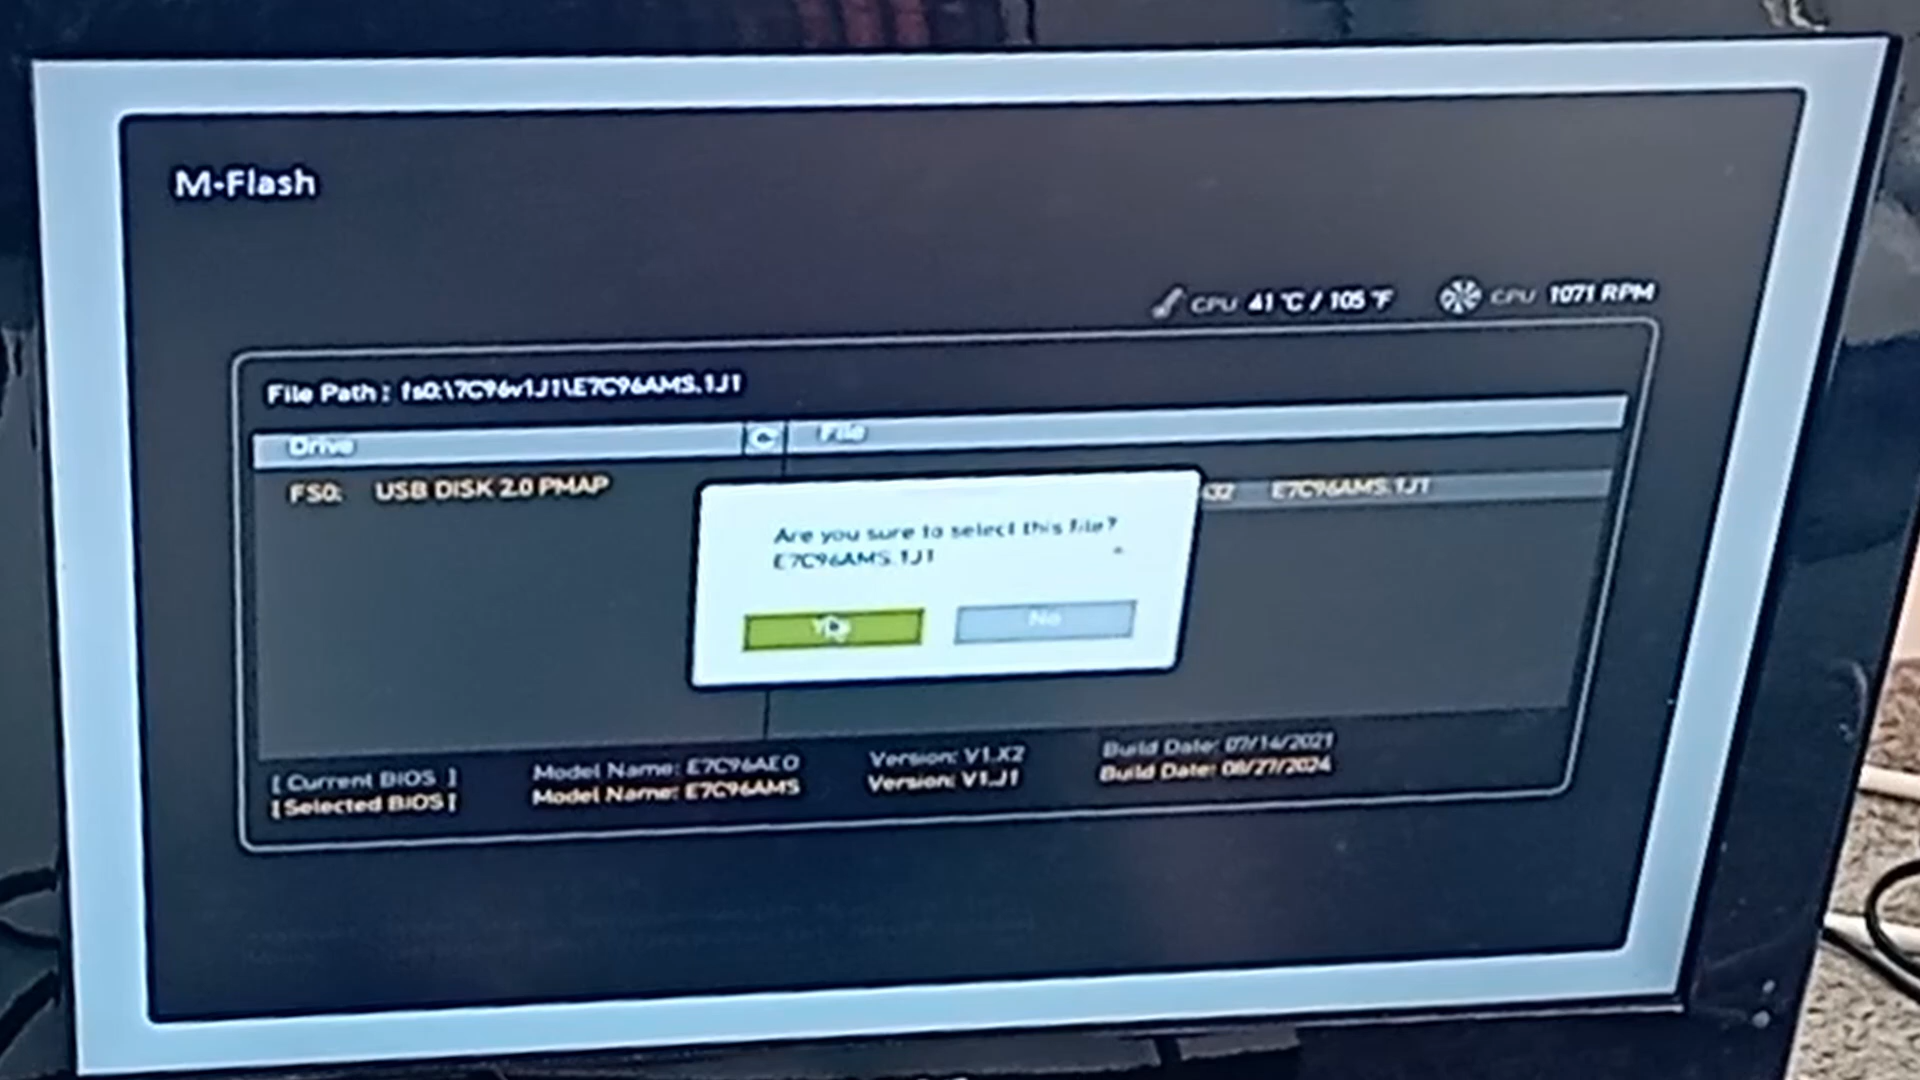 M-Flash
CPU 41 °C / 105 °F CPU 1071 RPM
File Path : fs0:\7C96v1J1\E7C96AMS.1J1
Drive File
FS0: USB DISK 2.0 PMAP E7C96AMS.1J1
Are you sure to select this file?
E7C96AMS.1J1
Yes No
[ Current BIOS ] Model Name: E7C96AEO Version: V1.X2 Build Date: 07/14/2021
[ Selected BIOS ] Model Name: E7C96AMS Version: V1.J1 Build Date: 08/27/2024